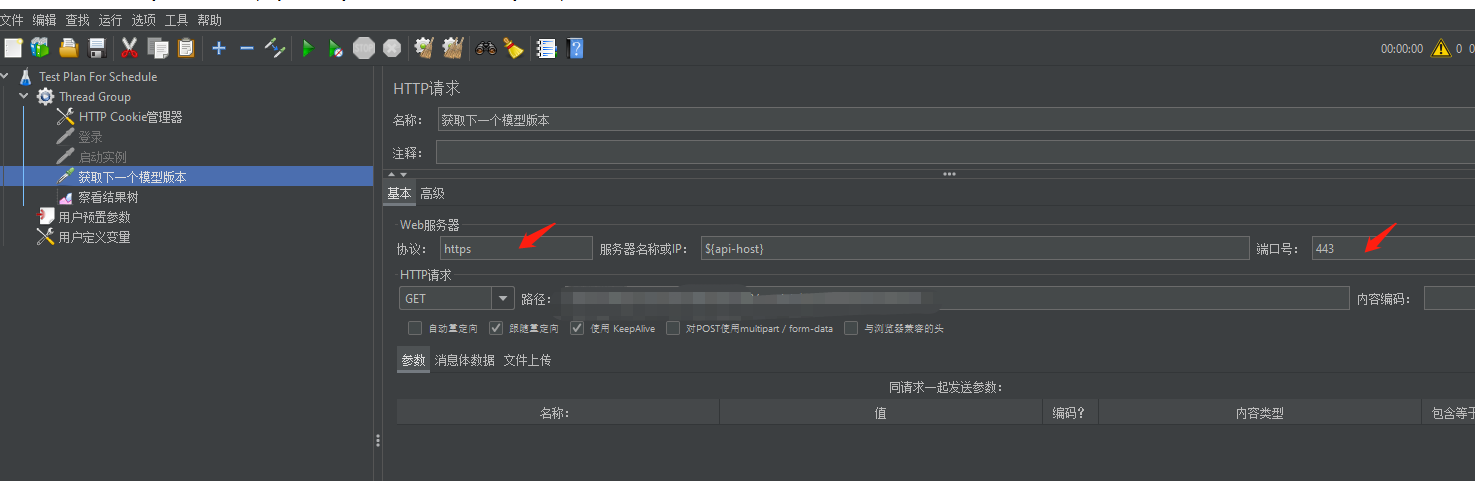 文件 编辑 查找 运行 选项 工具 帮助
00:00:00 0 0
Test Plan For Schedule
Thread Group
HTTP Cookie管理器
登录
启动实例
获取下一个模型版本
察看结果树
用户预置参数
用户定义变量
HTTP请求
名称: 获取下一个模型版本
注释:
基本 高级
Web服务器
协议: https 服务器名称或IP: ${api-host} 端口号: 443
HTTP请求
GET 路径: 内容编码:
自动重定向 跟随重定向 使用 KeepAlive 对POST使用multipart / form-data 与浏览器兼容的头
参数 消息体数据 文件上传
同请求一起发送参数:
名称: 值 编码? 内容类型 包含等于